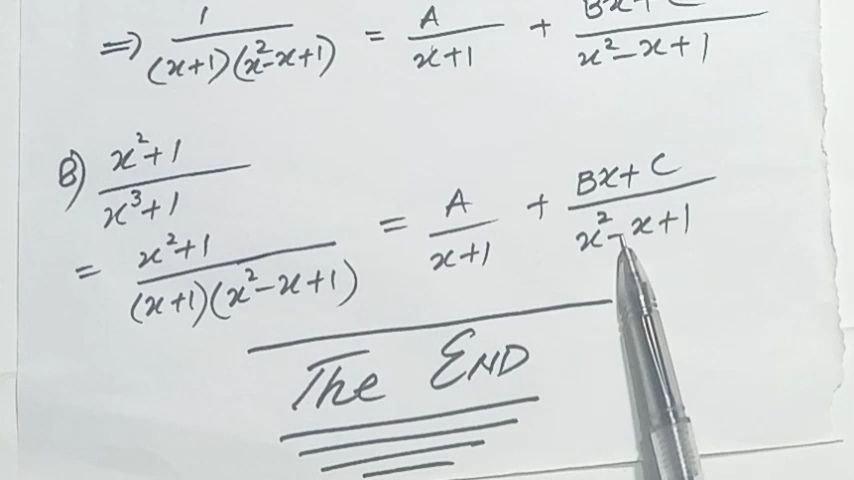 ⇒ 1/((x+1)(x²-x+1)) = A/(x+1) + (Bx+C)/(x²-x+1)
8) (x²+1)/(x³+1)
= (x²+1)/((x+1)(x²-x+1)) = A/(x+1) + (Bx+C)/(x²-x+1)
The END